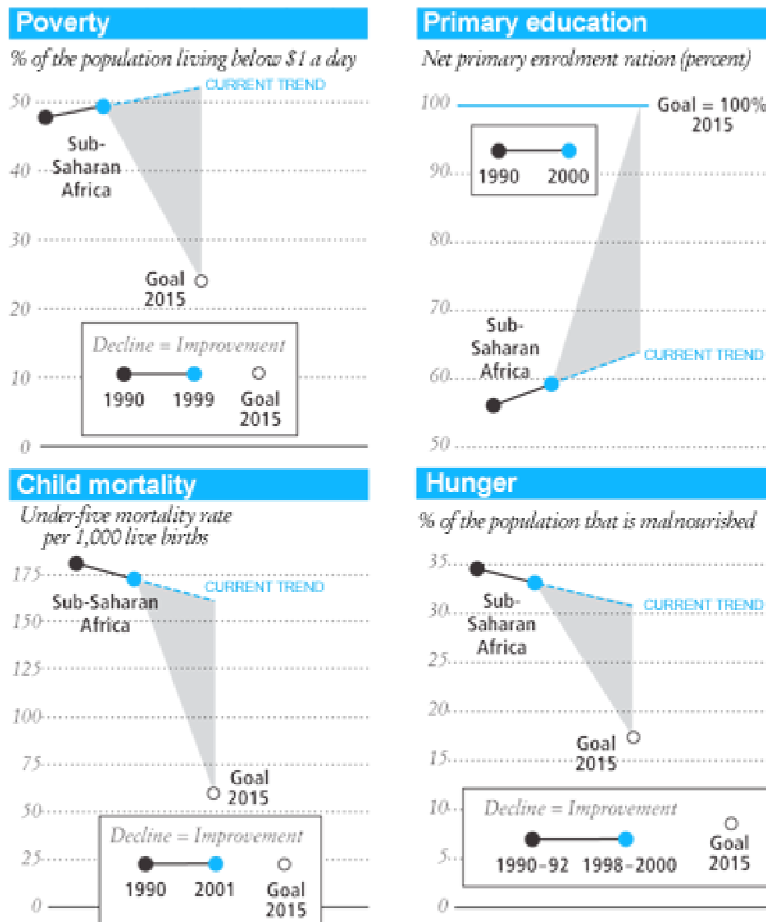 Poverty
% of the population living below $1 a day
50
CURRENT TREND
Sub-
Saharan
Africa
40
30
Goal
2015
20
Decline = Improvement
10
1990
1999
Goal
2015
0
Primary education
Net primary enrolment ration (percent)
100
Goal = 100%
2015
1990
2000
90
80
70
Sub-
Saharan
Africa
CURRENT TREND
60
50
Child mortality
Under-five mortality rate
per 1,000 live births
175
CURRENT TREND
Sub-Saharan
Africa
150
125
100
75
Goal
2015
50
Decline = Improvement
25
1990
2001
Goal
2015
0
Hunger
% of the population that is malnourished
35
Sub-
Saharan
Africa
CURRENT TREND
30
25
20
Goal
2015
15
10
Decline = Improvement
5
1990-92
1998-2000
Goal
2015
0